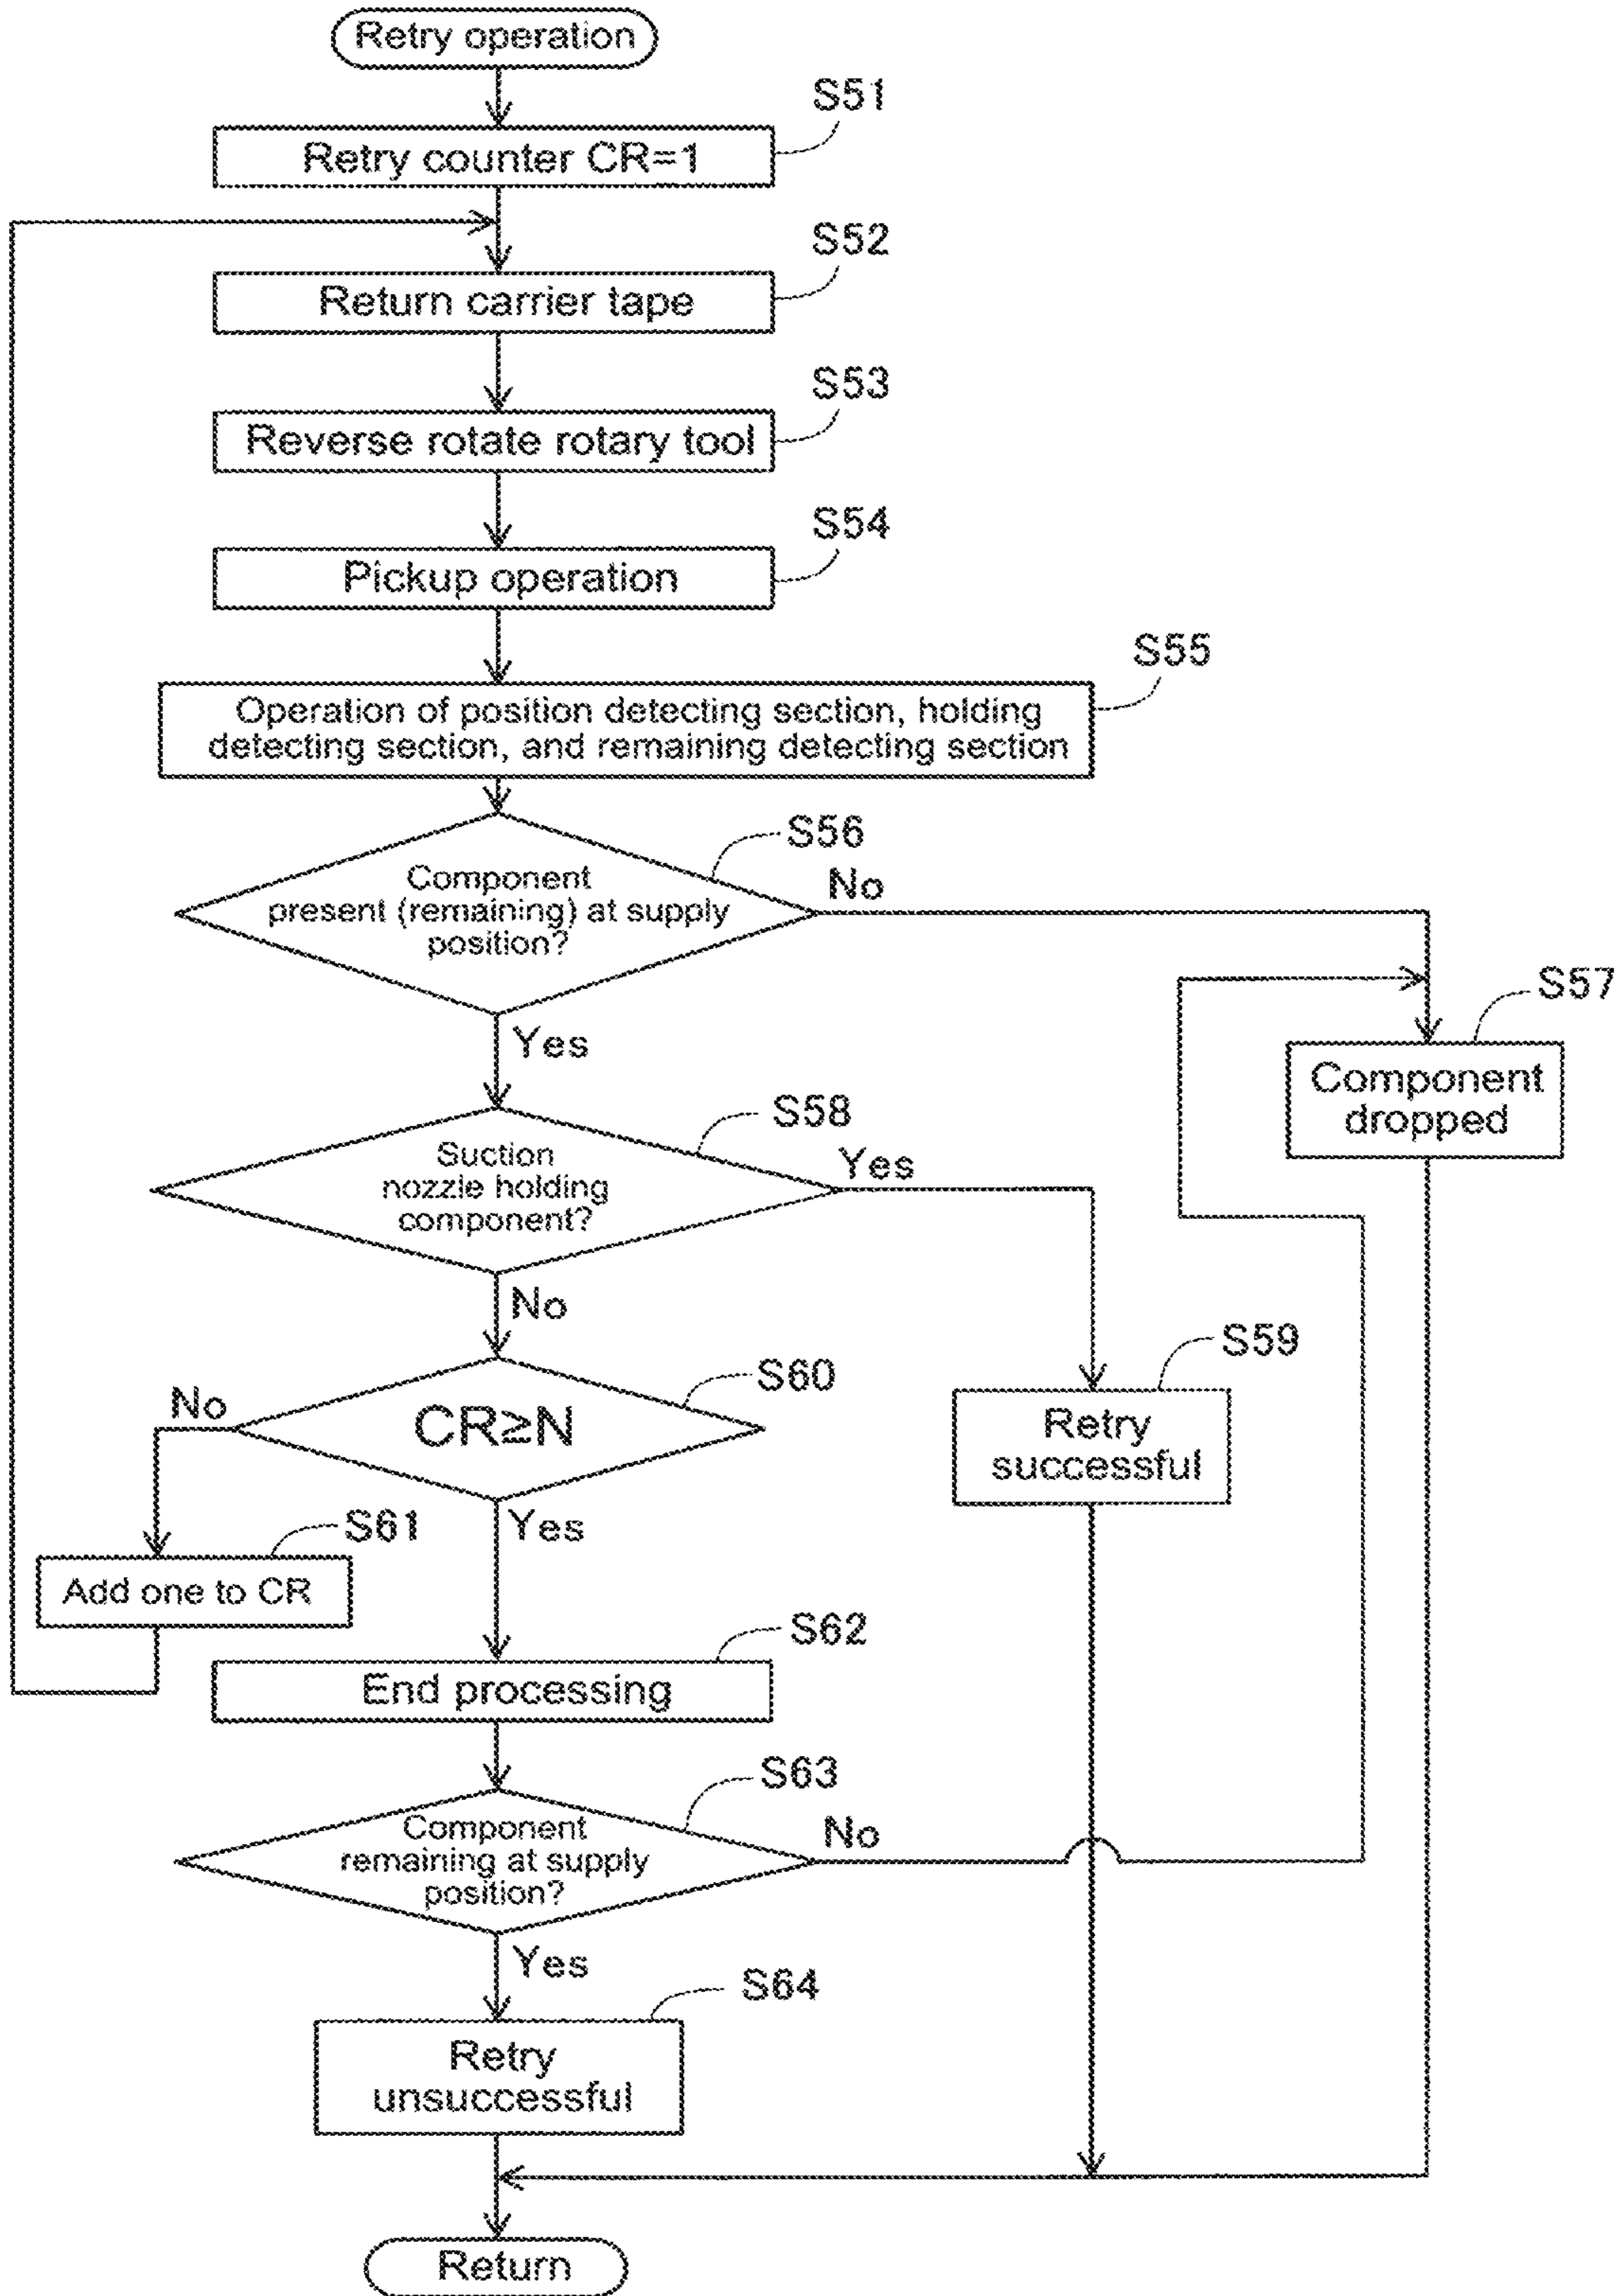 Retry operation
S51
Retry counter CR=1
S52
Return carrier tape
S53
Reverse rotate rotary tool
S54
Pickup operation
S55
Operation of position detecting section, holding
detecting section, and remaining detecting section
S56
Component
present (remaining) at supply
position?
No
Yes
S57
Component
dropped
S58
Suction
nozzle holding
component?
Yes
No
S59
Retry
successful
S60
CR≥N
No
Yes
S61
Add one to CR
S62
End processing
S63
Component
remaining at supply
position?
No
Yes
S64
Retry
unsuccessful
Return